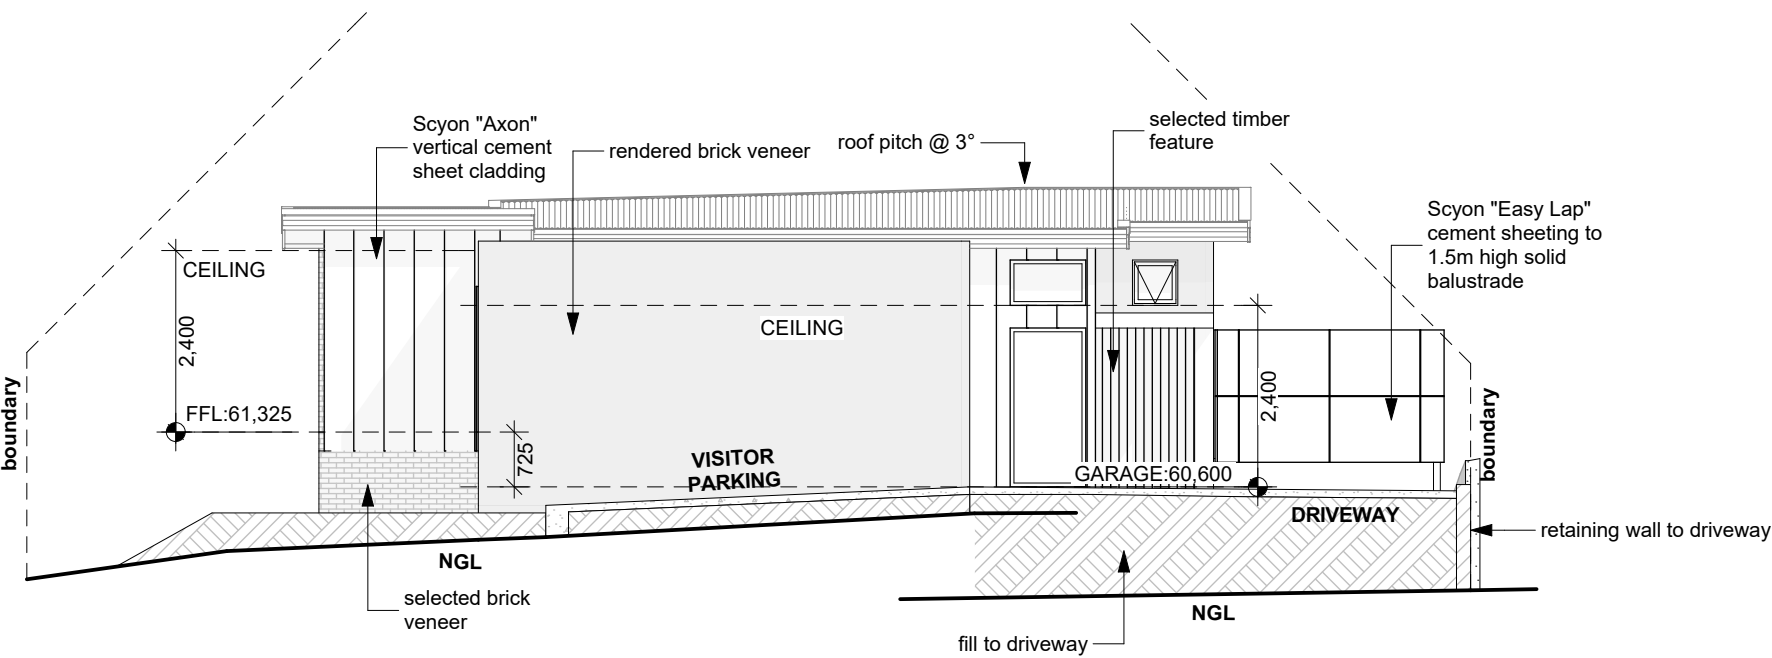 Scyon "Axon"
vertical cement
sheet cladding
rendered brick veneer
roof pitch @ 3°
selected timber
feature
Scyon "Easy Lap"
cement sheeting to
1.5m high solid
balustrade
CEILING
2,400
FFL:61,325
boundary
725
CEILING
VISITOR
PARKING
2,400
GARAGE:60,600
boundary
DRIVEWAY
retaining wall to driveway
NGL
selected brick
veneer
NGL
fill to driveway